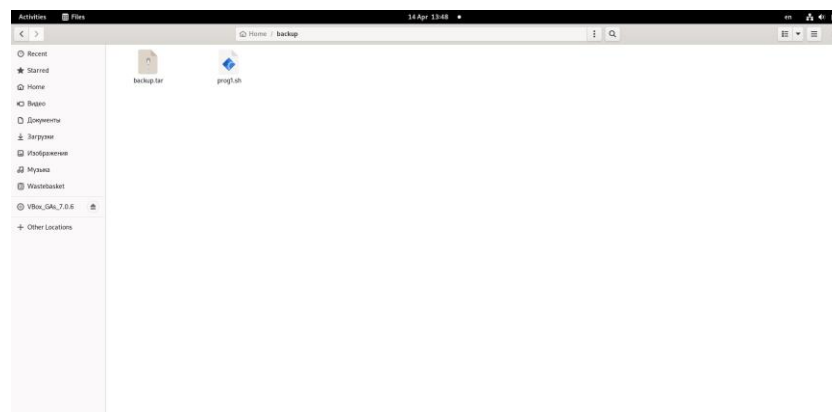 Activities Files 14 Apr 13:48 en
Home / backup
Recent
Starred
Home
Видео
Документы
Загрузки
Изображения
Музыка
Wastebasket
VBox_GAs_7.0.6
+ Other Locations
backup.tar prog1.sh